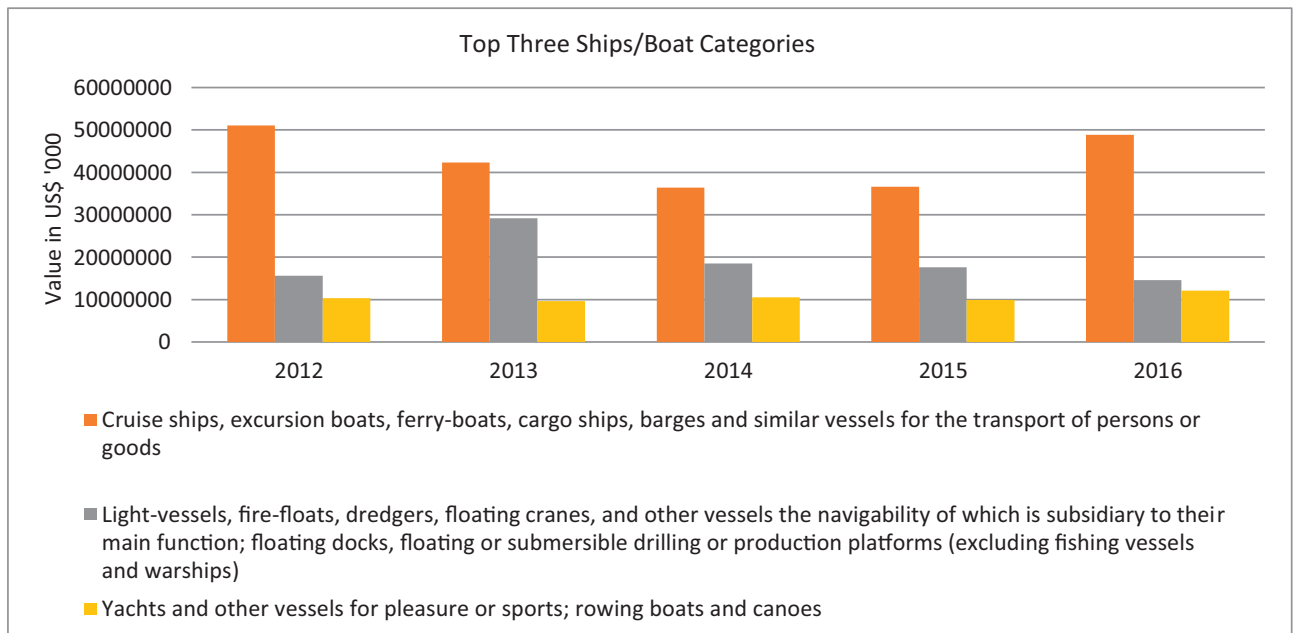 Top Three Ships/Boat Categories
Value in US$ '000
60000000
50000000
40000000
30000000
20000000
10000000
0
2012 2013 2014 2015 2016
Cruise ships, excursion boats, ferry-boats, cargo ships, barges and similar vessels for the transport of persons or
goods
Light-vessels, fire-floats, dredgers, floating cranes, and other vessels the navigability of which is subsidiary to their
main function; floating docks, floating or submersible drilling or production platforms (excluding fishing vessels
and warships)
Yachts and other vessels for pleasure or sports; rowing boats and canoes